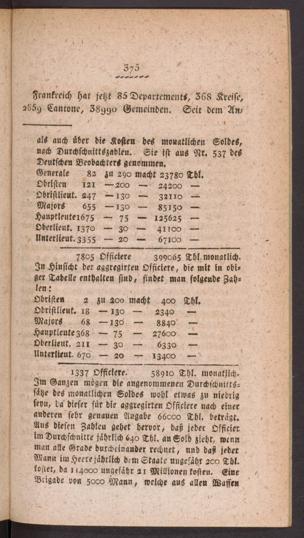 375
Frankreich hat jetzt 85 Departements, 368 Kreise,
2659 Cantone, 38990 Gemeinden. Seit dem An-
als auch über die Kosten des monatlichen Soldes,
nach Durchschnittszahlen. Sie ist aus Nr. 537 des
Deutschen Beobachters genommen.
Generale 82 zu 290 macht 23780 Thl.
Obristen 121 — 200 — 24200 —
Obristlieut. 247 — 130 — 32110 —
Majors 655 — 130 — 85150 —
Hauptleute 1675 — 75 — 125625 —
Oberlieut. 1370 — 30 — 41100 —
Unterlieut. 3355 — 20 — 67100 —
7805 Officiere 399065 Thl. monatlich.
In Hinsicht der aggregirten Officiere, die mit in obi-
ger Tabelle enthalten sind, findet man folgende Zah-
len:
Obristen 2 zu 200 macht 400 Thl.
Obristlieut. 18 — 130 — 2340 —
Majors 68 — 130 — 8840 —
Hauptleute 368 — 75 — 27600 —
Oberlieut. 211 — 30 — 6330 —
Unterlieut. 670 — 20 — 13400 —
1337 Officiere. 58910 Thl. monatlich.
Im Ganzen mögen die angenommenen Durchschnitts-
sätze des monatlichen Soldes wohl etwas zu niedrig
seyn, da dieser für die aggregirten Officiere nach einer
anderen sehr genauen Angabe 66000 Thl. beträgt.
Aus diesen Zahlen gehet hervor, daß jeder Officier
im Durchschnitte jährlich 640 Thl. an Sold zieht, wenn
man alle Grade durcheinander rechnet, und daß jeder
Mann im Heere jährlich dem Staate ungefähr 200 Thl.
kostet, da 114000 ungefähr 21 Millionen kosten. Eine
Brigade von 5000 Mann, welche aus allen Waffen